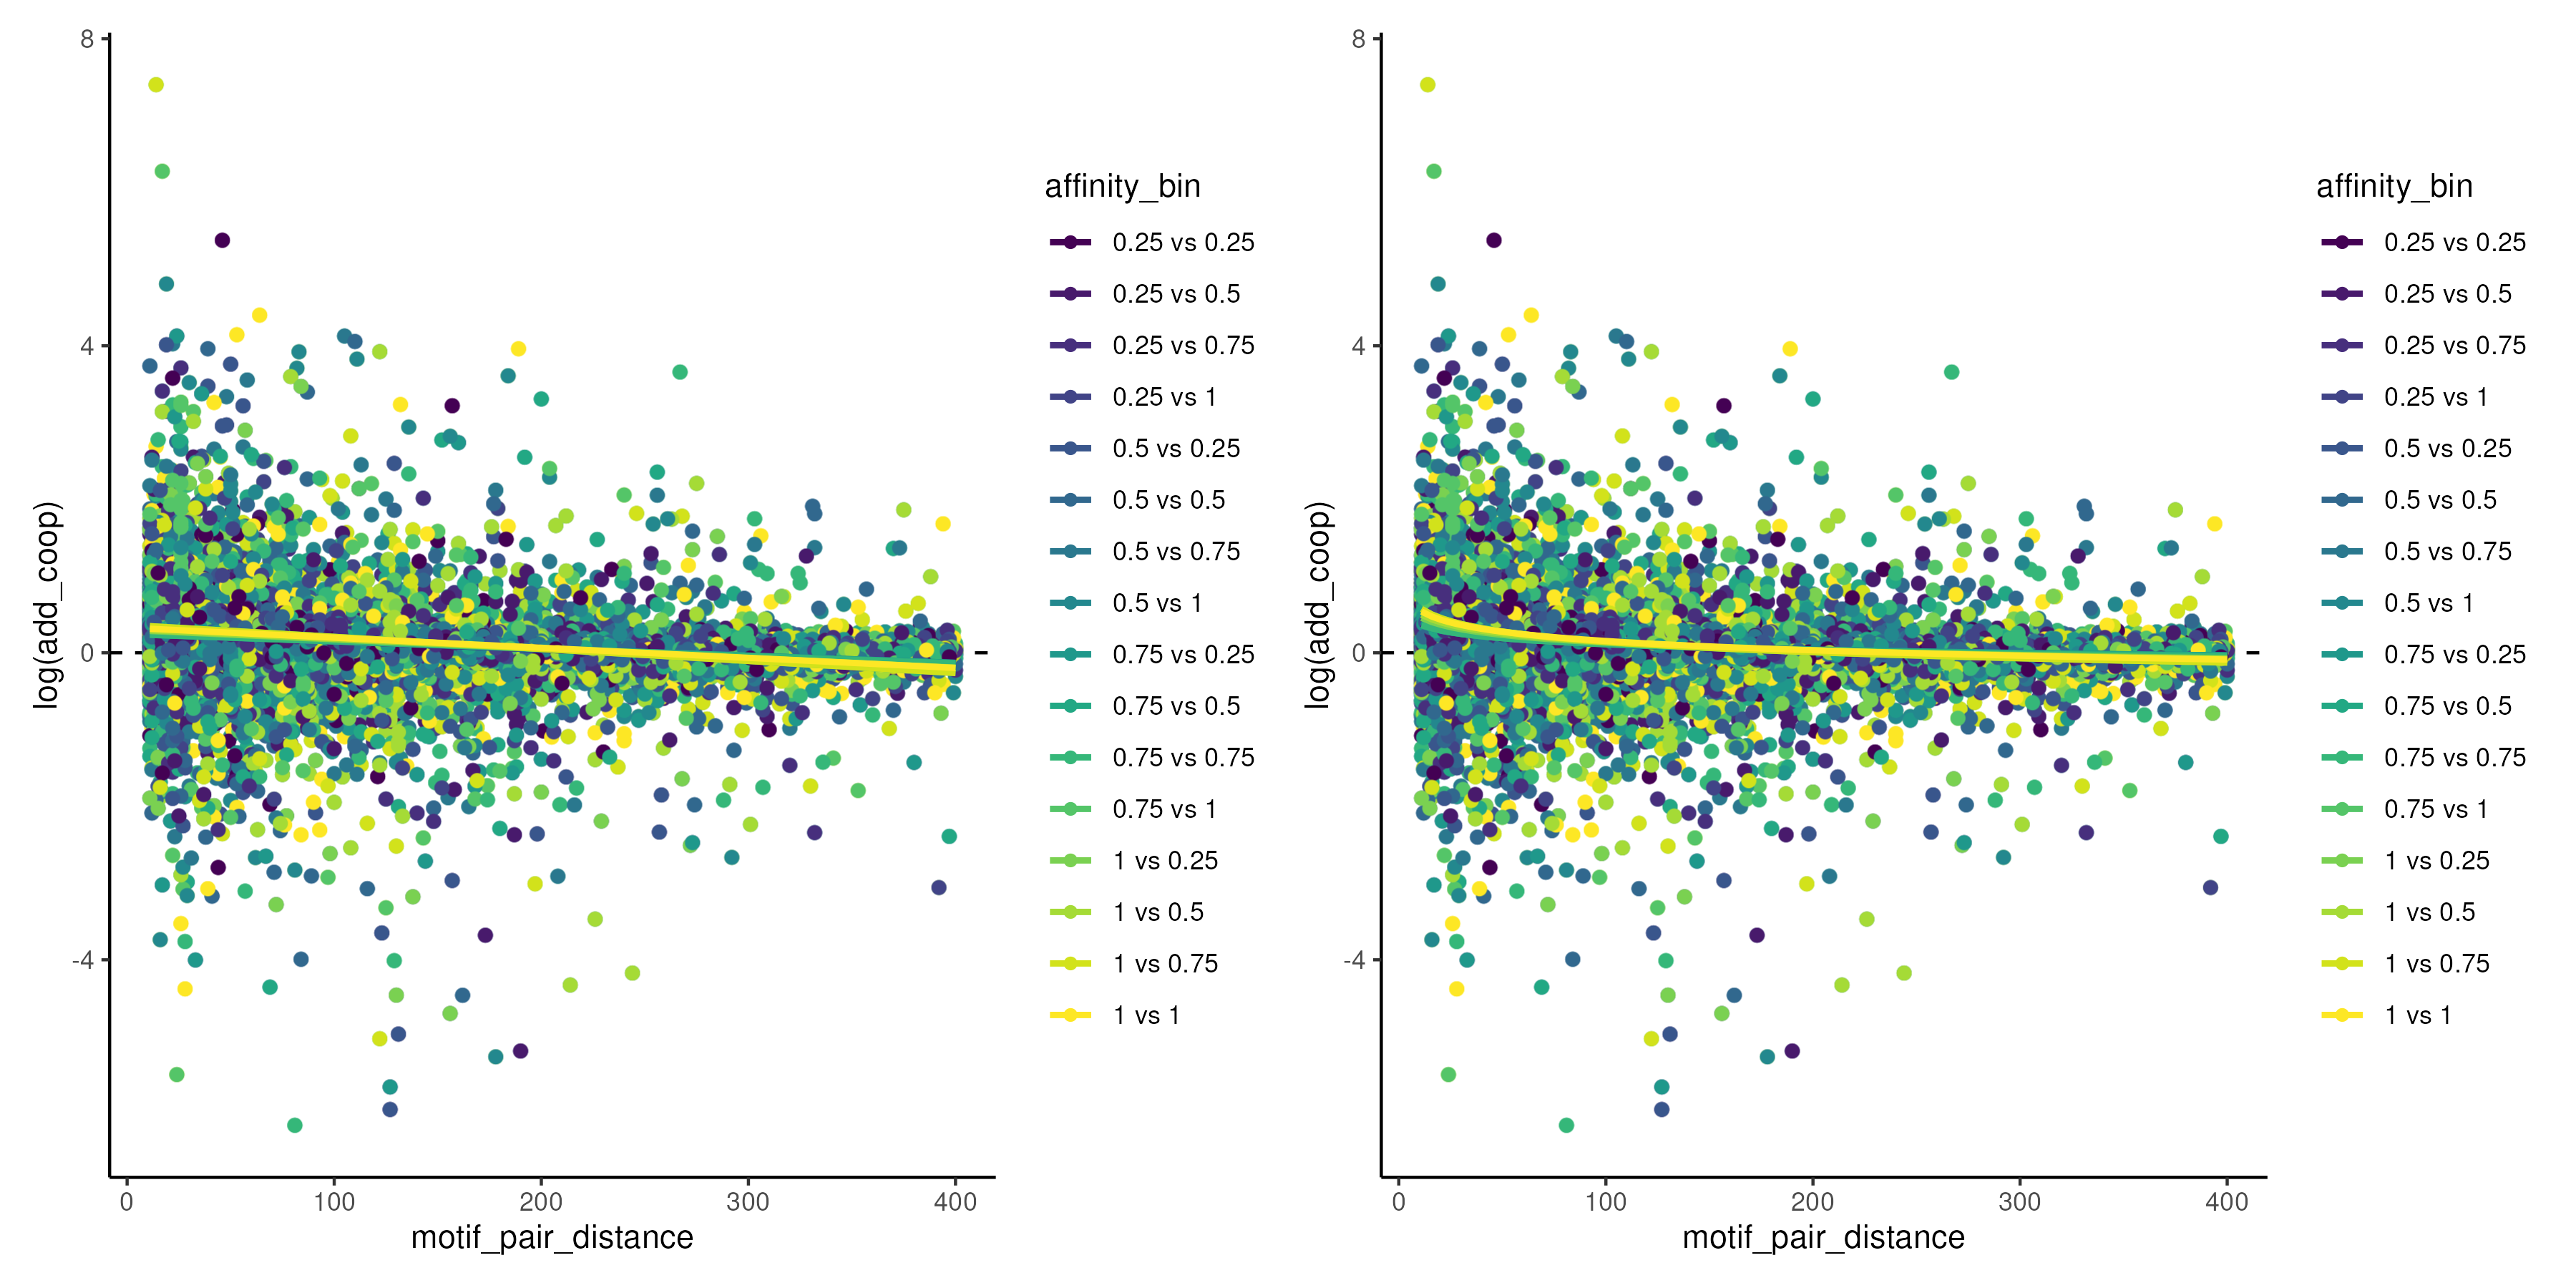 8
4
0
-4
log(add_coop)
0
100
200
300
400
motif_pair_distance
affinity_bin
0.25 vs 0.25
0.25 vs 0.5
0.25 vs 0.75
0.25 vs 1
0.5 vs 0.25
0.5 vs 0.5
0.5 vs 0.75
0.5 vs 1
0.75 vs 0.25
0.75 vs 0.5
0.75 vs 0.75
0.75 vs 1
1 vs 0.25
1 vs 0.5
1 vs 0.75
1 vs 1
8
4
0
-4
log(add_coop)
0
100
200
300
400
motif_pair_distance
affinity_bin
0.25 vs 0.25
0.25 vs 0.5
0.25 vs 0.75
0.25 vs 1
0.5 vs 0.25
0.5 vs 0.5
0.5 vs 0.75
0.5 vs 1
0.75 vs 0.25
0.75 vs 0.5
0.75 vs 0.75
0.75 vs 1
1 vs 0.25
1 vs 0.5
1 vs 0.75
1 vs 1